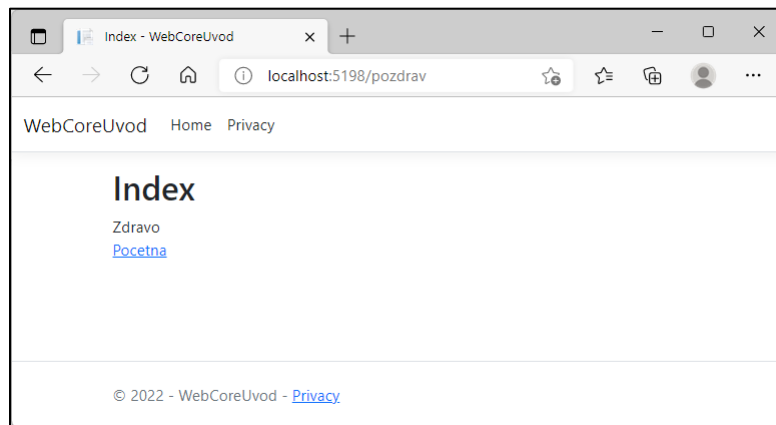 Index - WebCoreUvod
localhost:5198/pozdrav
WebCoreUvod Home Privacy
Index
Zdravo
Pocetna
© 2022 - WebCoreUvod - Privacy